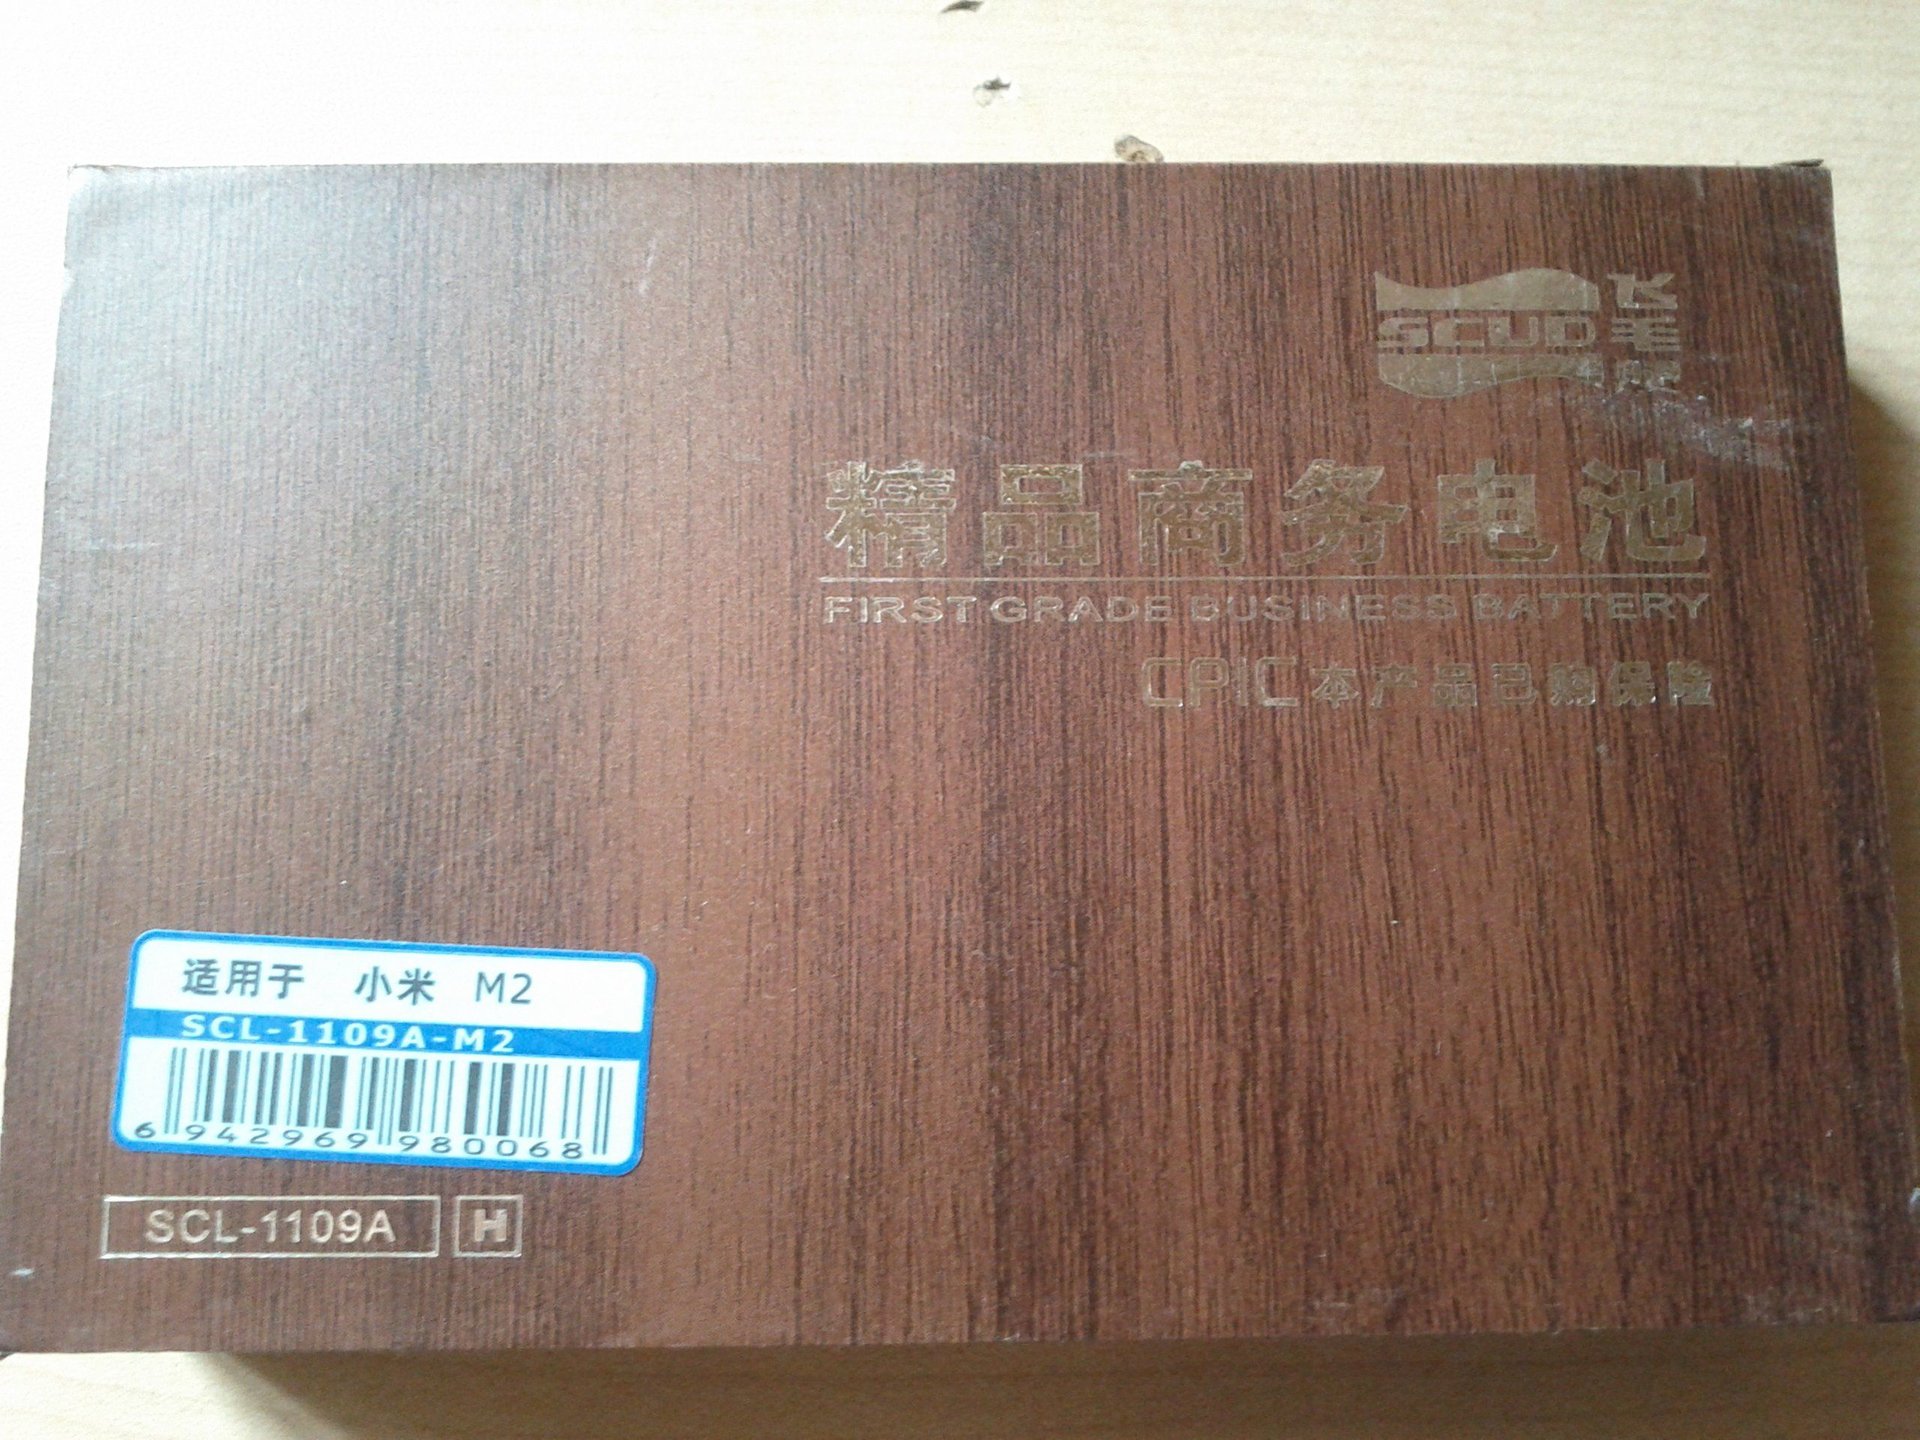 SCUD
飞毛腿
精品商务电池
FIRST GRADE BUSINESS BATTERY
CPIC 本产品已购保险
适用于 小米 M2
SCL-1109A-M2
6 942969 980068
SCL-1109A H